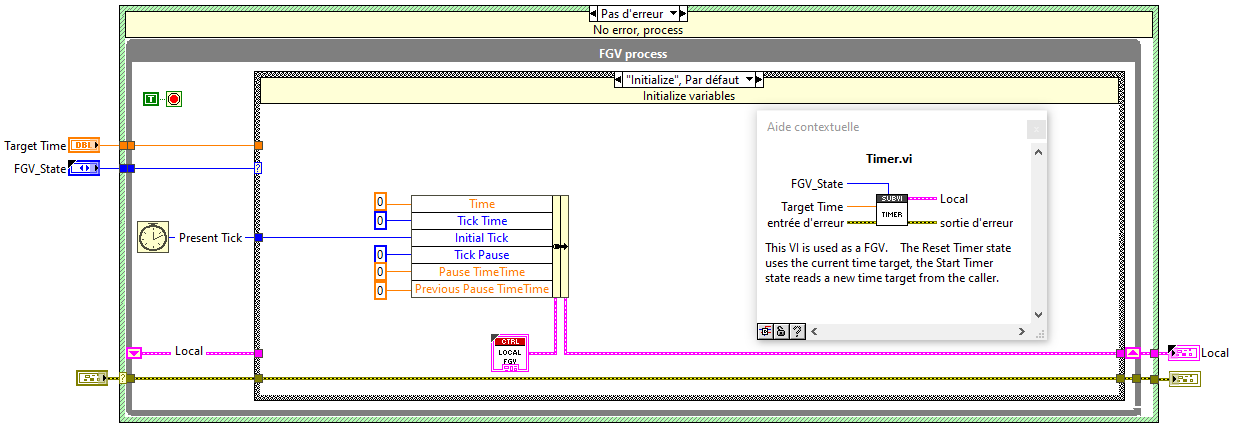 Pas d'erreur
No error, process
FGV process
"Initialize", Par défaut
Initialize variables
T
Aide contextuelle
Timer.vi
Target Time
DBL
FGV_State
?
FGV_State
SUBVI
Local
Target Time
TIMER
entrée d'erreur
sortie d'erreur
This VI is used as a FGV. The Reset Timer state
uses the current time target, the Start Timer
state reads a new time target from the caller.
0
Time
0
Tick Time
Present Tick
Initial Tick
0
Tick Pause
0
Pause TimeTime
0
Previous Pause TimeTime
?
CTRL
LOCAL
FGV
Local
Local
?